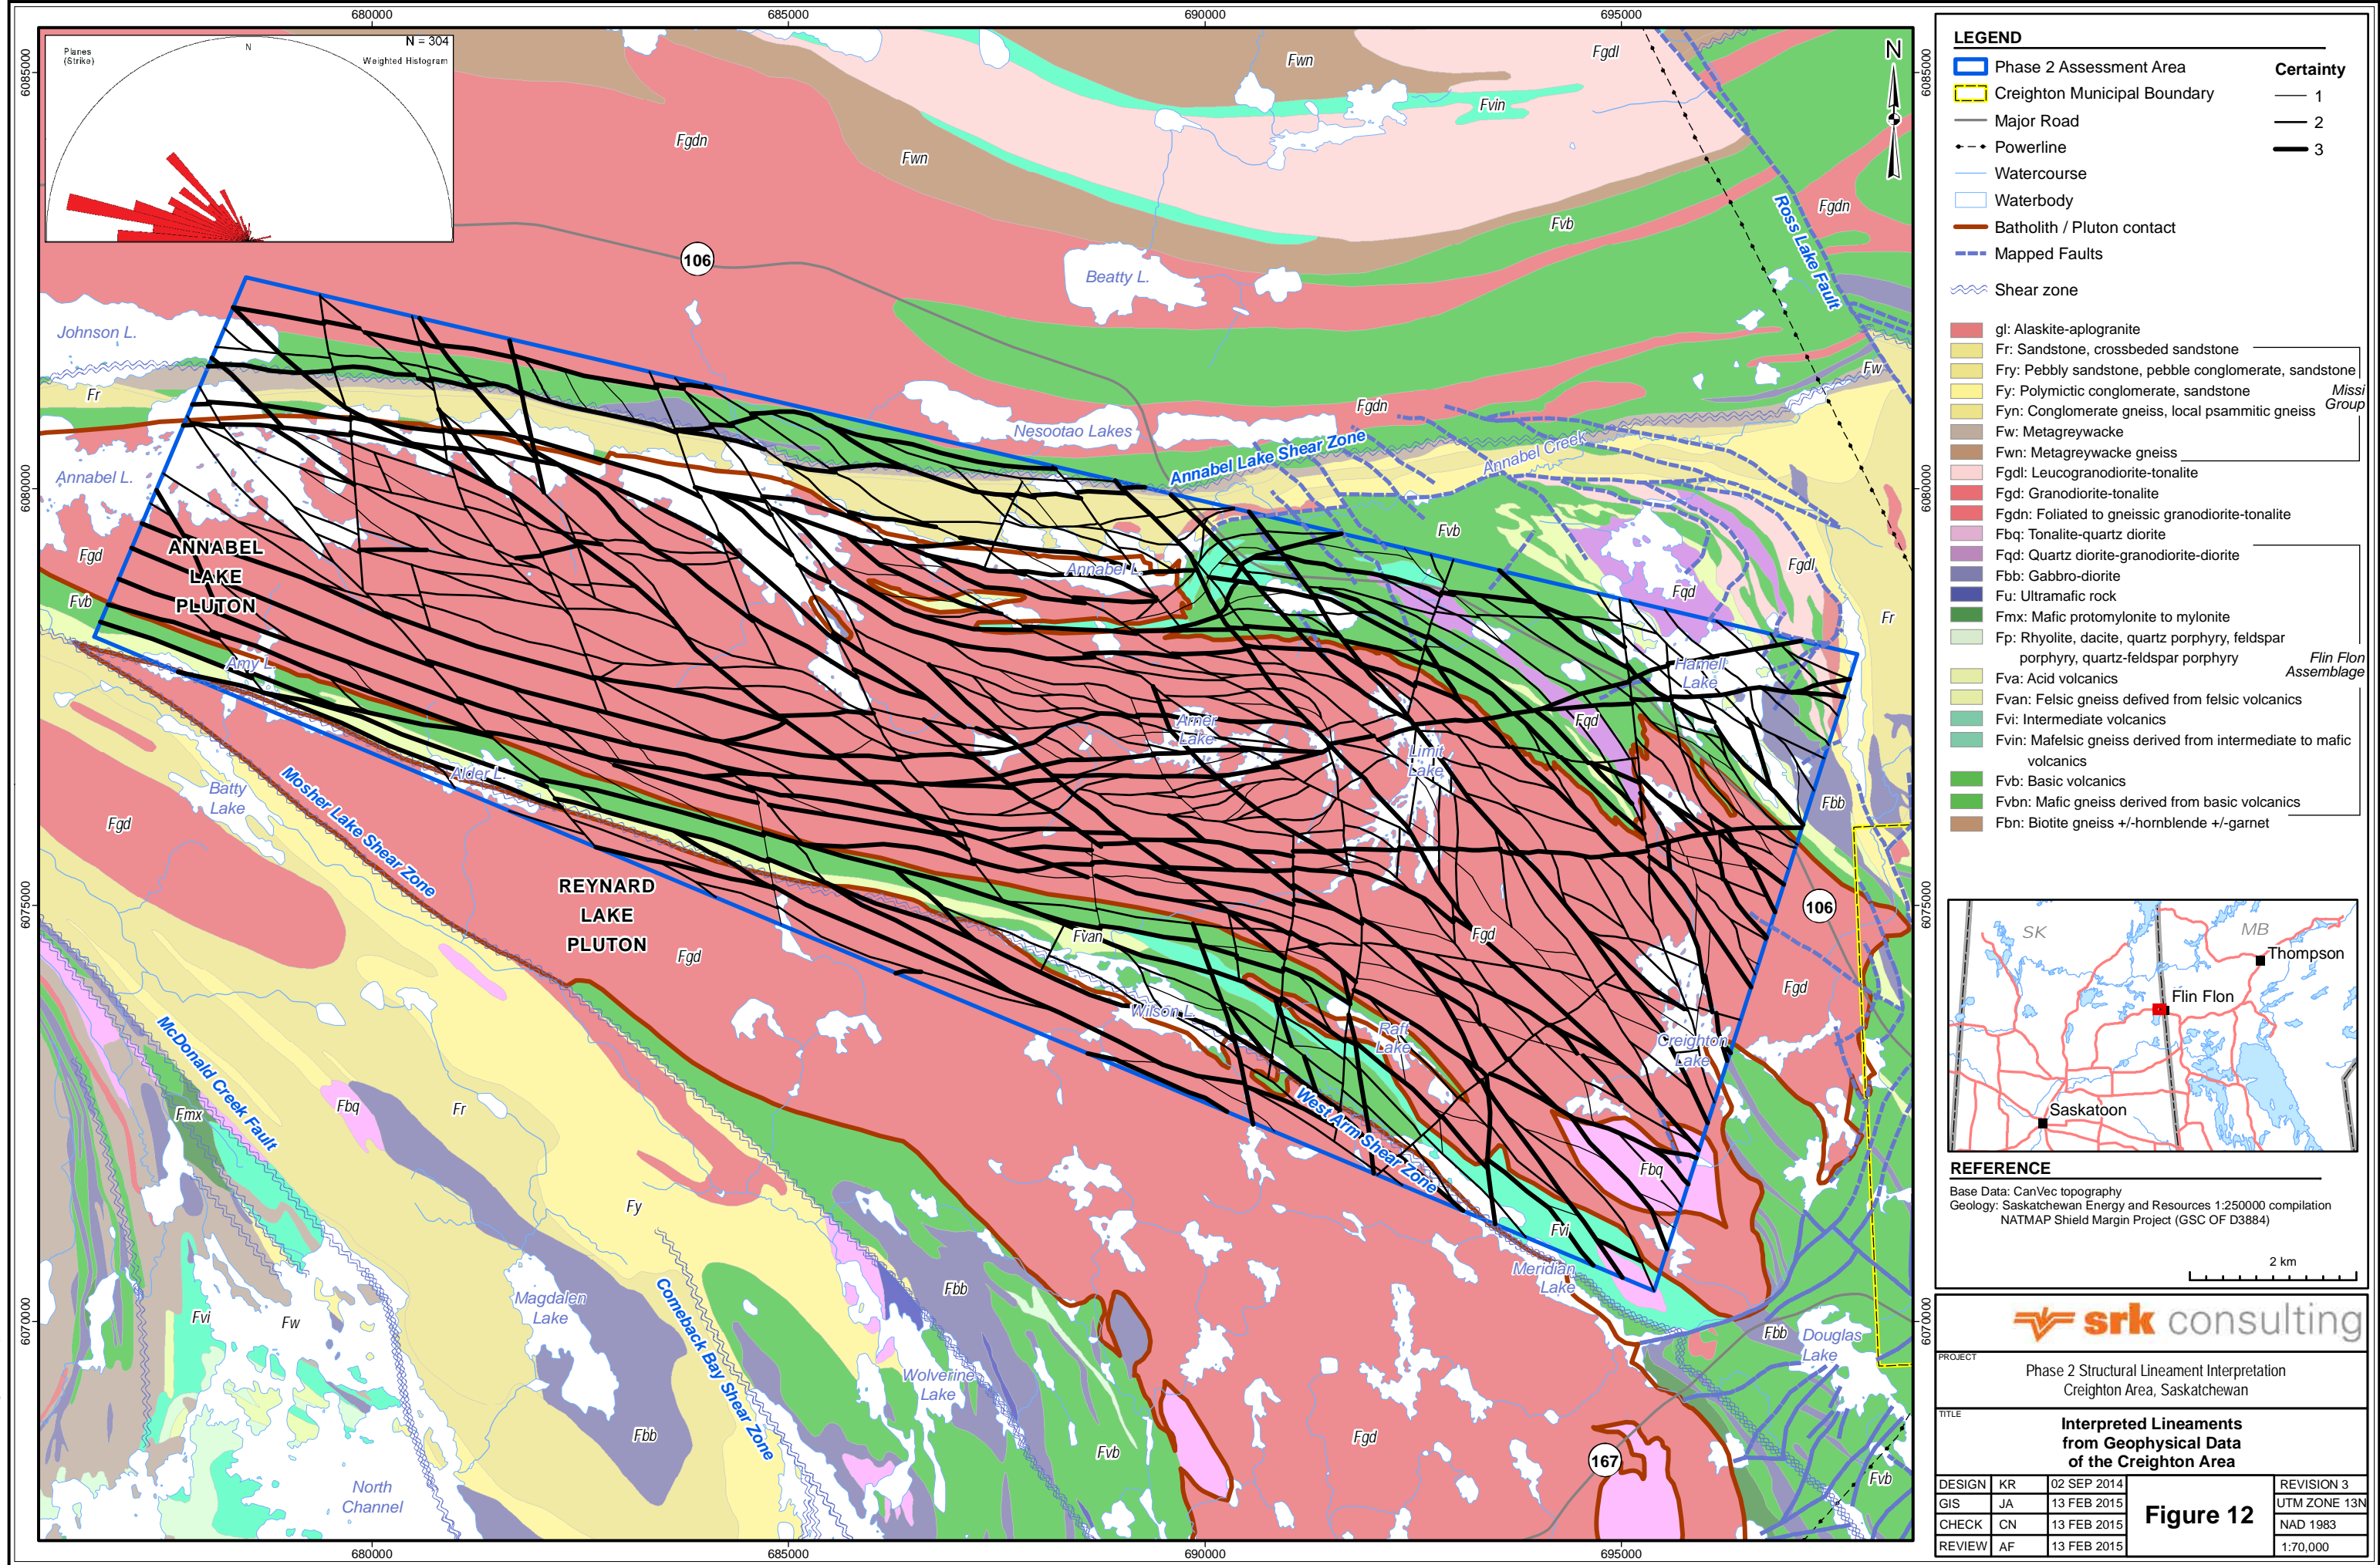 680000
685000
690000
695000
Planes
(Strike)
N
N = 304
Weighted Histogram
6085000
6080000
6075000
6070000
6085000
6080000
6075000
6070000
Fwn
Fgdl
N
Fvin
Fgdn
Fwn
Fgdn
Fvb
Ross Lake Fault
106
Beatty L.
Johnson L.
Fw
Fr
Fgdn
Nesootao Lakes
Annabel Lake Shear Zone
Annabel Creek
Annabel L.
Fvb
Fgd
ANNABEL
LAKE
PLUTON
Annabel L.
Fgdl
Fqd
Fvb
Fr
Amy L.
Hamell
Lake
Arner
Lake
Fqd
Limit
Lake
Mosher Lake Shear Zone
Alder L.
Batty
Lake
Fbb
Fgd
REYNARD
LAKE
PLUTON
106
Fvan
Fgd
Fgd
Fgd
Wilson L.
Raft
Lake
Creighton
Lake
McDonald Creek Fault
Fmx
Fbq
Fr
West Arm Shear Zone
Fbq
Fy
Fvi
Meridian
Lake
Fbb
Comeback Bay Shear Zone
Magdalen
Lake
Fvi
Fw
Fbb
Douglas
Lake
Wolverine
Lake
Fbb
Fvb
Fgd
167
Fvb
North
Channel
680000
685000
690000
695000
LEGEND
Phase 2 Assessment Area
Creighton Municipal Boundary
Major Road
Powerline
Watercourse
Waterbody
Batholith / Pluton contact
Mapped Faults
Shear zone
Certainty
1
2
3
gl: Alaskite-aplogranite
Fr: Sandstone, crossbeded sandstone
Fry: Pebbly sandstone, pebble conglomerate, sandstone
Fy: Polymictic conglomerate, sandstone
Fyn: Conglomerate gneiss, local psammitic gneiss
Fw: Metagreywacke
Fwn: Metagreywacke gneiss
Missi
Group
Fgdl: Leucogranodiorite-tonalite
Fgd: Granodiorite-tonalite
Fgdn: Foliated to gneissic granodiorite-tonalite
Fbq: Tonalite-quartz diorite
Fqd: Quartz diorite-granodiorite-diorite
Fbb: Gabbro-diorite
Fu: Ultramafic rock
Fmx: Mafic protomylonite to mylonite
Fp: Rhyolite, dacite, quartz porphyry, feldspar
porphyry, quartz-feldspar porphyry
Flin Flon
Assemblage
Fva: Acid volcanics
Fvan: Felsic gneiss derived from felsic volcanics
Fvi: Intermediate volcanics
Fvin: Mafelsic gneiss derived from intermediate to mafic
volcanics
Fvb: Basic volcanics
Fvbn: Mafic gneiss derived from basic volcanics
Fbn: Biotite gneiss +/-hornblende +/-garnet
SK
MB
Thompson
Flin Flon
Saskatoon
REFERENCE
Base Data: CanVec topography
Geology: Saskatchewan Energy and Resources 1:250000 compilation
NATMAP Shield Margin Project (GSC OF D3884)
2 km
srk consulting
PROJECT
Phase 2 Structural Lineament Interpretation
Creighton Area, Saskatchewan
TITLE
Interpreted Lineaments
from Geophysical Data
of the Creighton Area
DESIGN KR 02 SEP 2014
GIS JA 13 FEB 2015
CHECK CN 13 FEB 2015
REVIEW AF 13 FEB 2015
Figure 12
REVISION 3
UTM ZONE 13N
NAD 1983
1:70,000